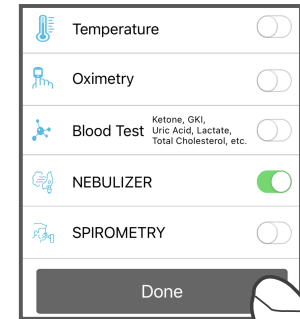 Temperature
Oximetry
Blood Test
Ketone, GKI,
Uric Acid, Lactate,
Total Cholesterol, etc.
NEBULIZER
SPIROMETRY
Done